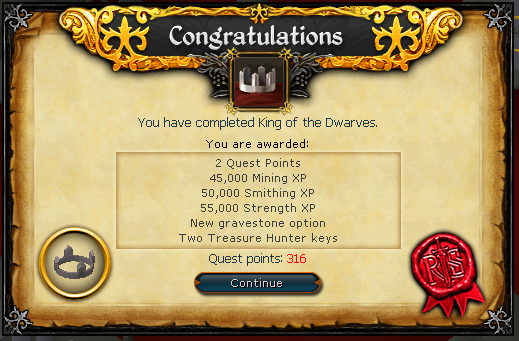 Congratulations
You have completed King of the Dwarves.
You are awarded:
2 Quest Points
45,000 Mining XP
50,000 Smithing XP
55,000 Strength XP
New gravestone option
Two Treasure Hunter keys
Quest points: 316
Continue